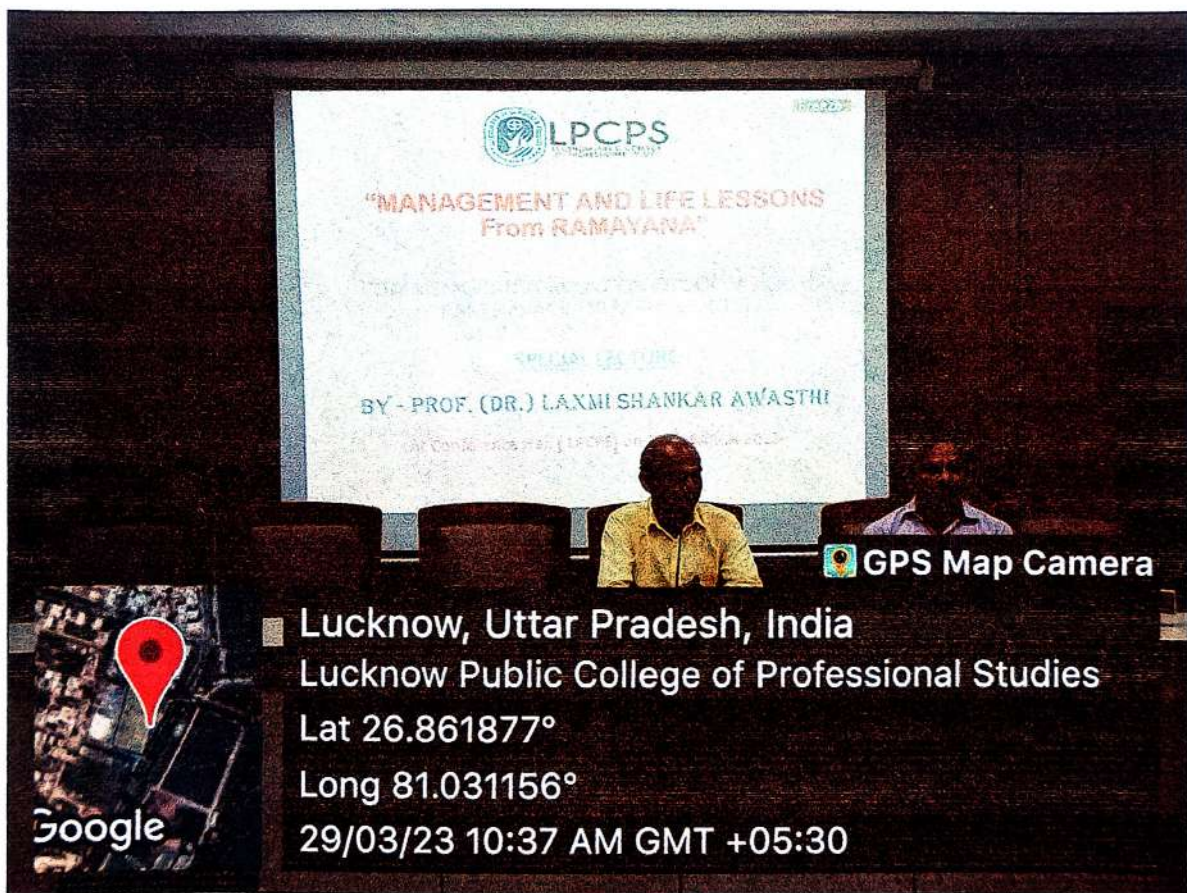 LPCPS
"MANAGEMENT AND LIFE LESSONS
From RAMAYANA"
SPECIAL LECTURE
BY - PROF. (DR.) LAXMI SHANKAR AWASTHI
GPS Map Camera
Lucknow, Uttar Pradesh, India
Lucknow Public College of Professional Studies
Lat 26.861877°
Long 81.031156°
29/03/23 10:37 AM GMT +05:30
Google